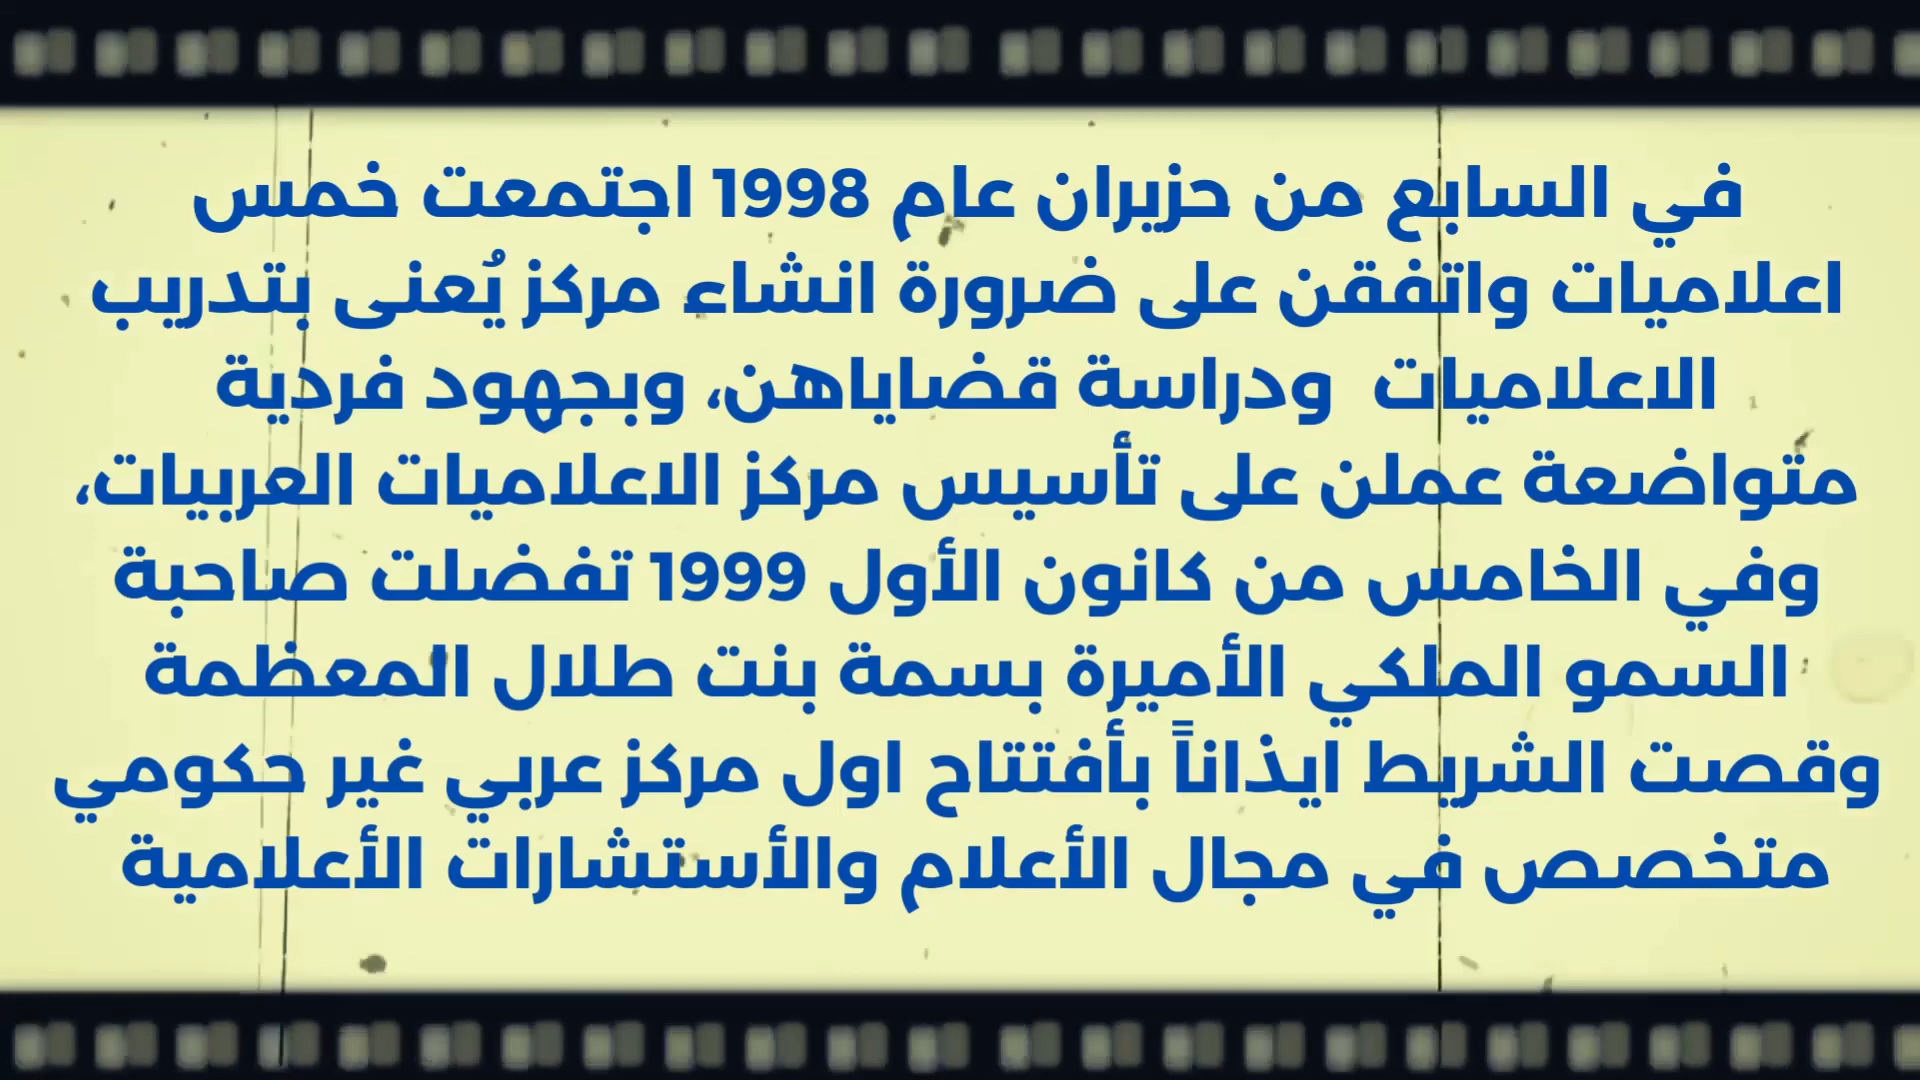 في السابع من حزيران عام 1998 اجتمعت خمس
اعلاميات واتفقن على ضرورة انشاء مركز يُعنى بتدريب
الاعلاميات ودراسة قضاياهن، وبجهود فردية
متواضعة عملن على تأسيس مركز الاعلاميات العربيات،
وفي الخامس من كانون الأول 1999 تفضلت صاحبة
السمو الملكي الأميرة بسمة بنت طلال المعظمة
وقصت الشريط ايذاناً بأفتتاح اول مركز عربي غير حكومي
متخصص في مجال الأعلام والأستشارات الأعلامية